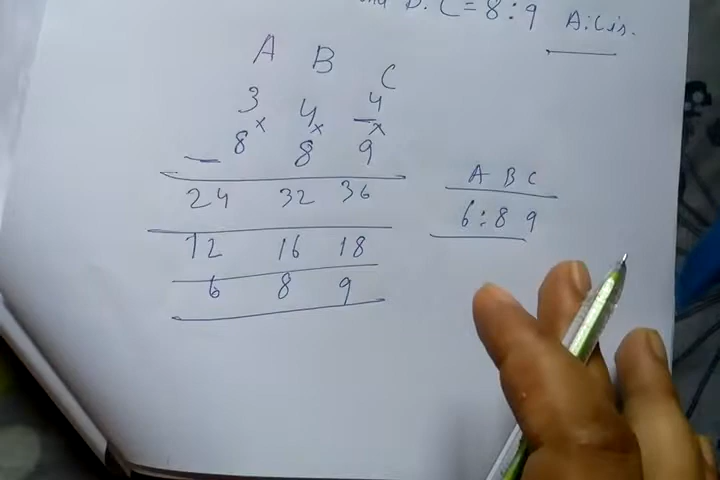 B : C = 8 : 9 A : C is.
A B C
3 4 4
× × ×
8 8 9
24 32 36
12 16 18
6 8 9
A B C
6 : 8 9